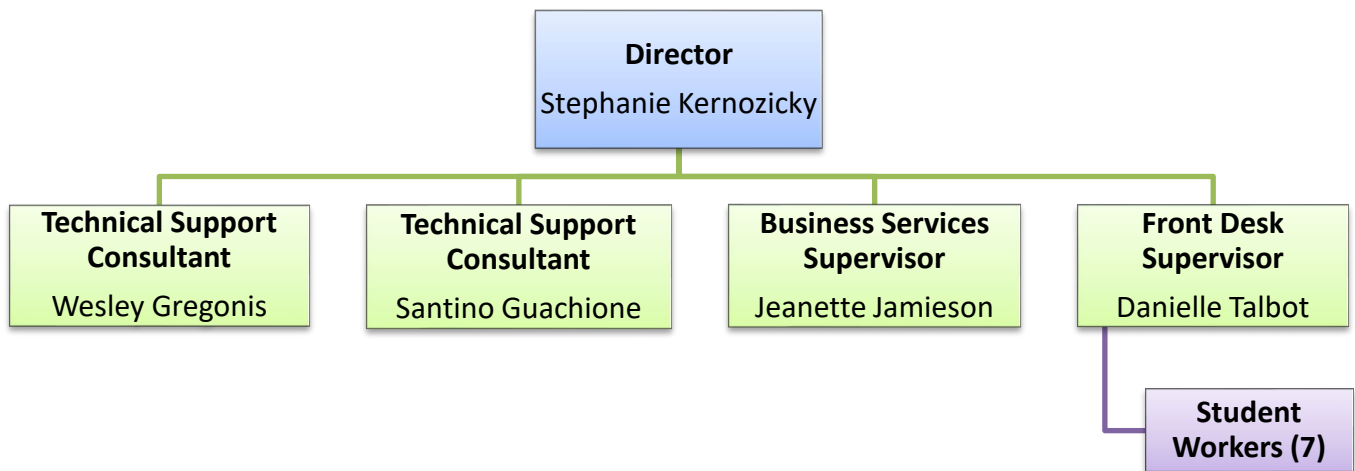 Director
Stephanie Kernozicky
Technical Support
Consultant
Wesley Gregonis
Technical Support
Consultant
Santino Guachione
Business Services
Supervisor
Jeanette Jamieson
Front Desk
Supervisor
Danielle Talbot
Student
Workers (7)